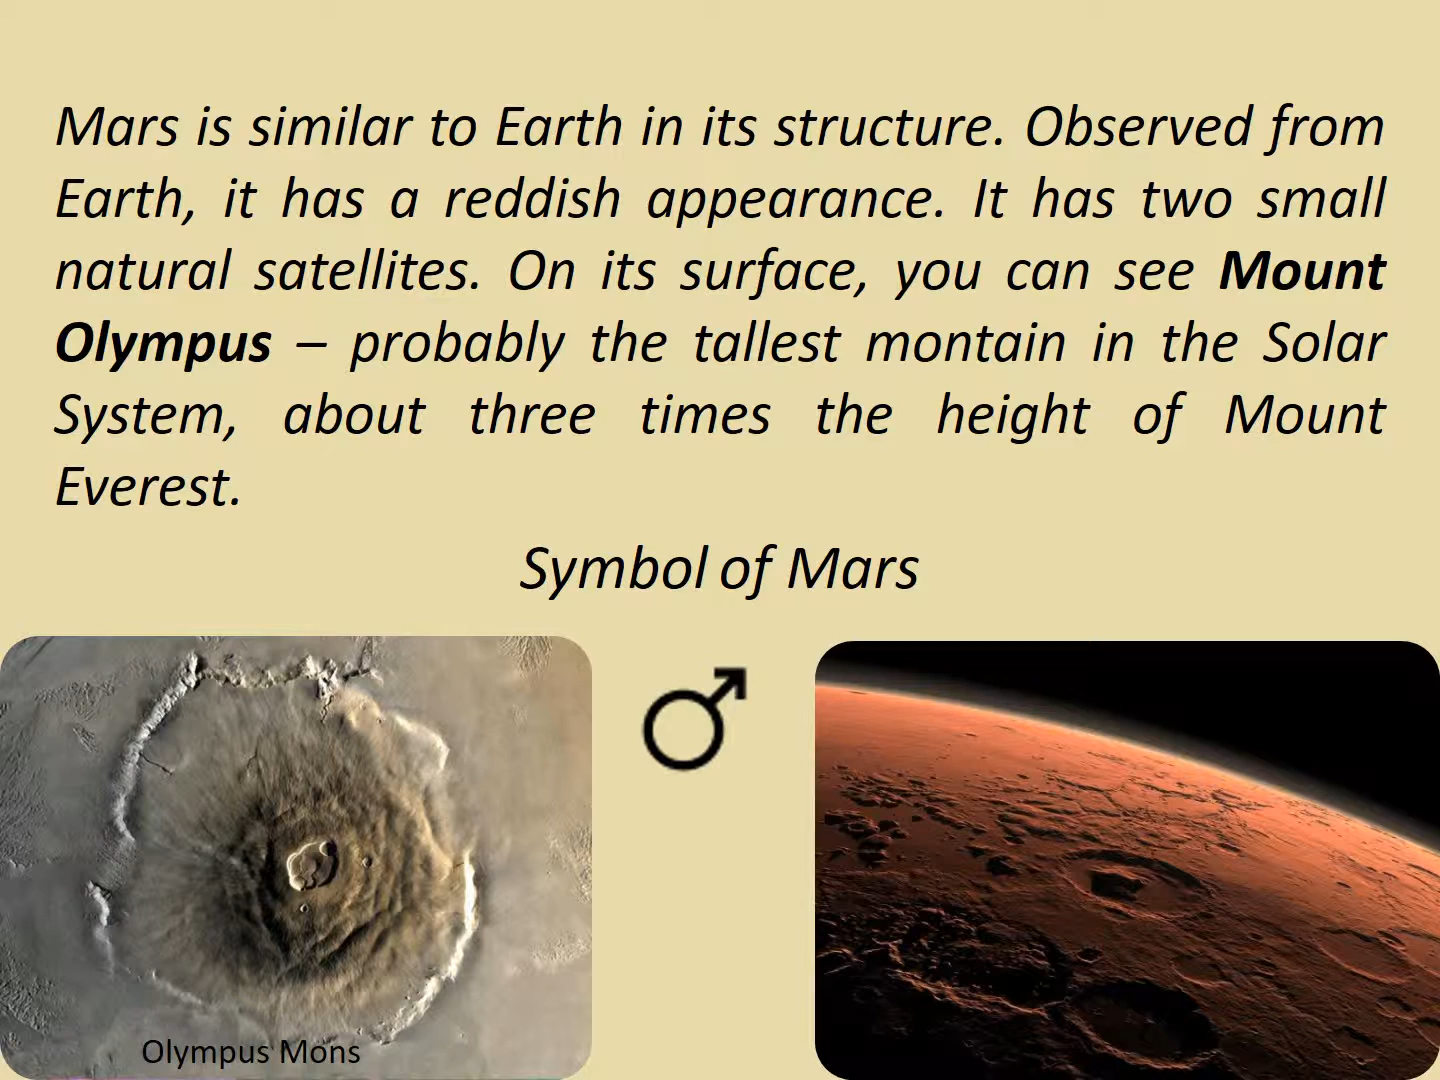 Mars is similar to Earth in its structure. Observed from
Earth, it has a reddish appearance. It has two small
natural satellites. On its surface, you can see Mount
Olympus – probably the tallest montain in the Solar
System, about three times the height of Mount
Everest.
Symbol of Mars
Olympus Mons